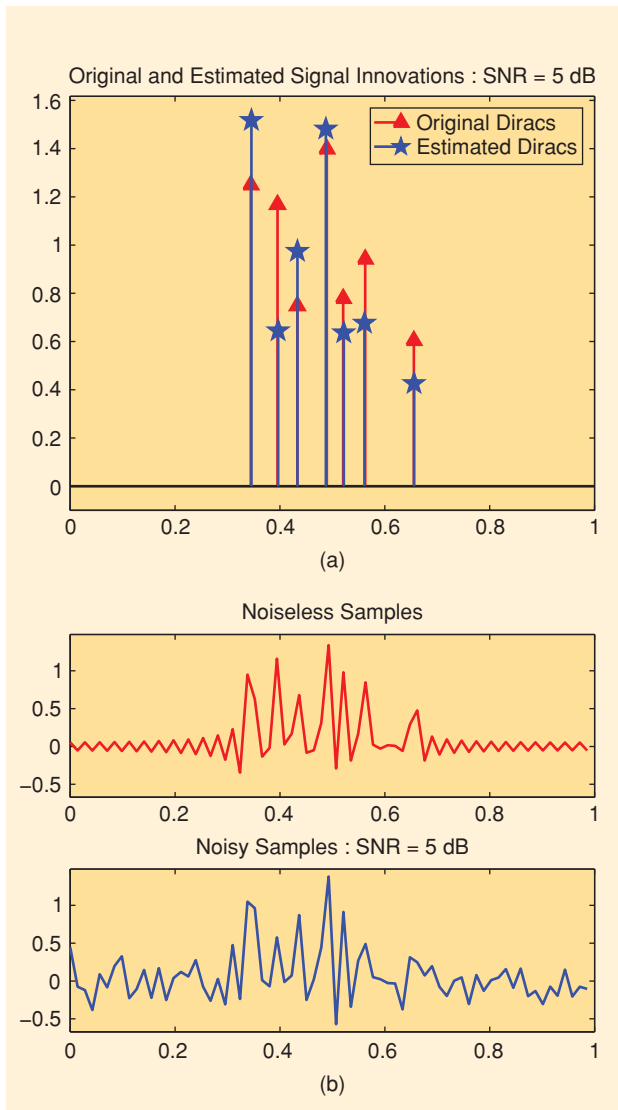 Original and Estimated Signal Innovations : SNR = 5 dB
1.6
1.4
1.2
1
0.8
0.6
0.4
0.2
0
Original Diracs
Estimated Diracs
0 0.2 0.4 0.6 0.8 1
(a)
Noiseless Samples
1
0.5
0
−0.5
0 0.2 0.4 0.6 0.8 1
Noisy Samples : SNR = 5 dB
1
0.5
0
−0.5
0 0.2 0.4 0.6 0.8 1
(b)